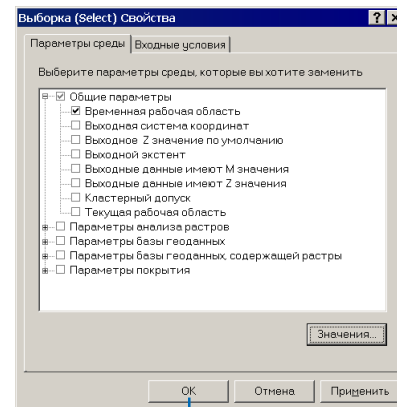 Выборка (Select) Свойства
Параметры среды Входные условия
Выберите параметры среды, которые вы хотите заменить
Общие параметры
Временная рабочая область
Выходная система координат
Выходное Z значение по умолчанию
Выходной экстент
Выходные данные имеют M значения
Выходные данные имеют Z значения
Кластерный допуск
Текущая рабочая область
Параметры анализа растров
Параметры базы геоданных
Параметры базы геоданных, содержащей растры
Параметры покрытия
Значения...
OK Отмена Применить